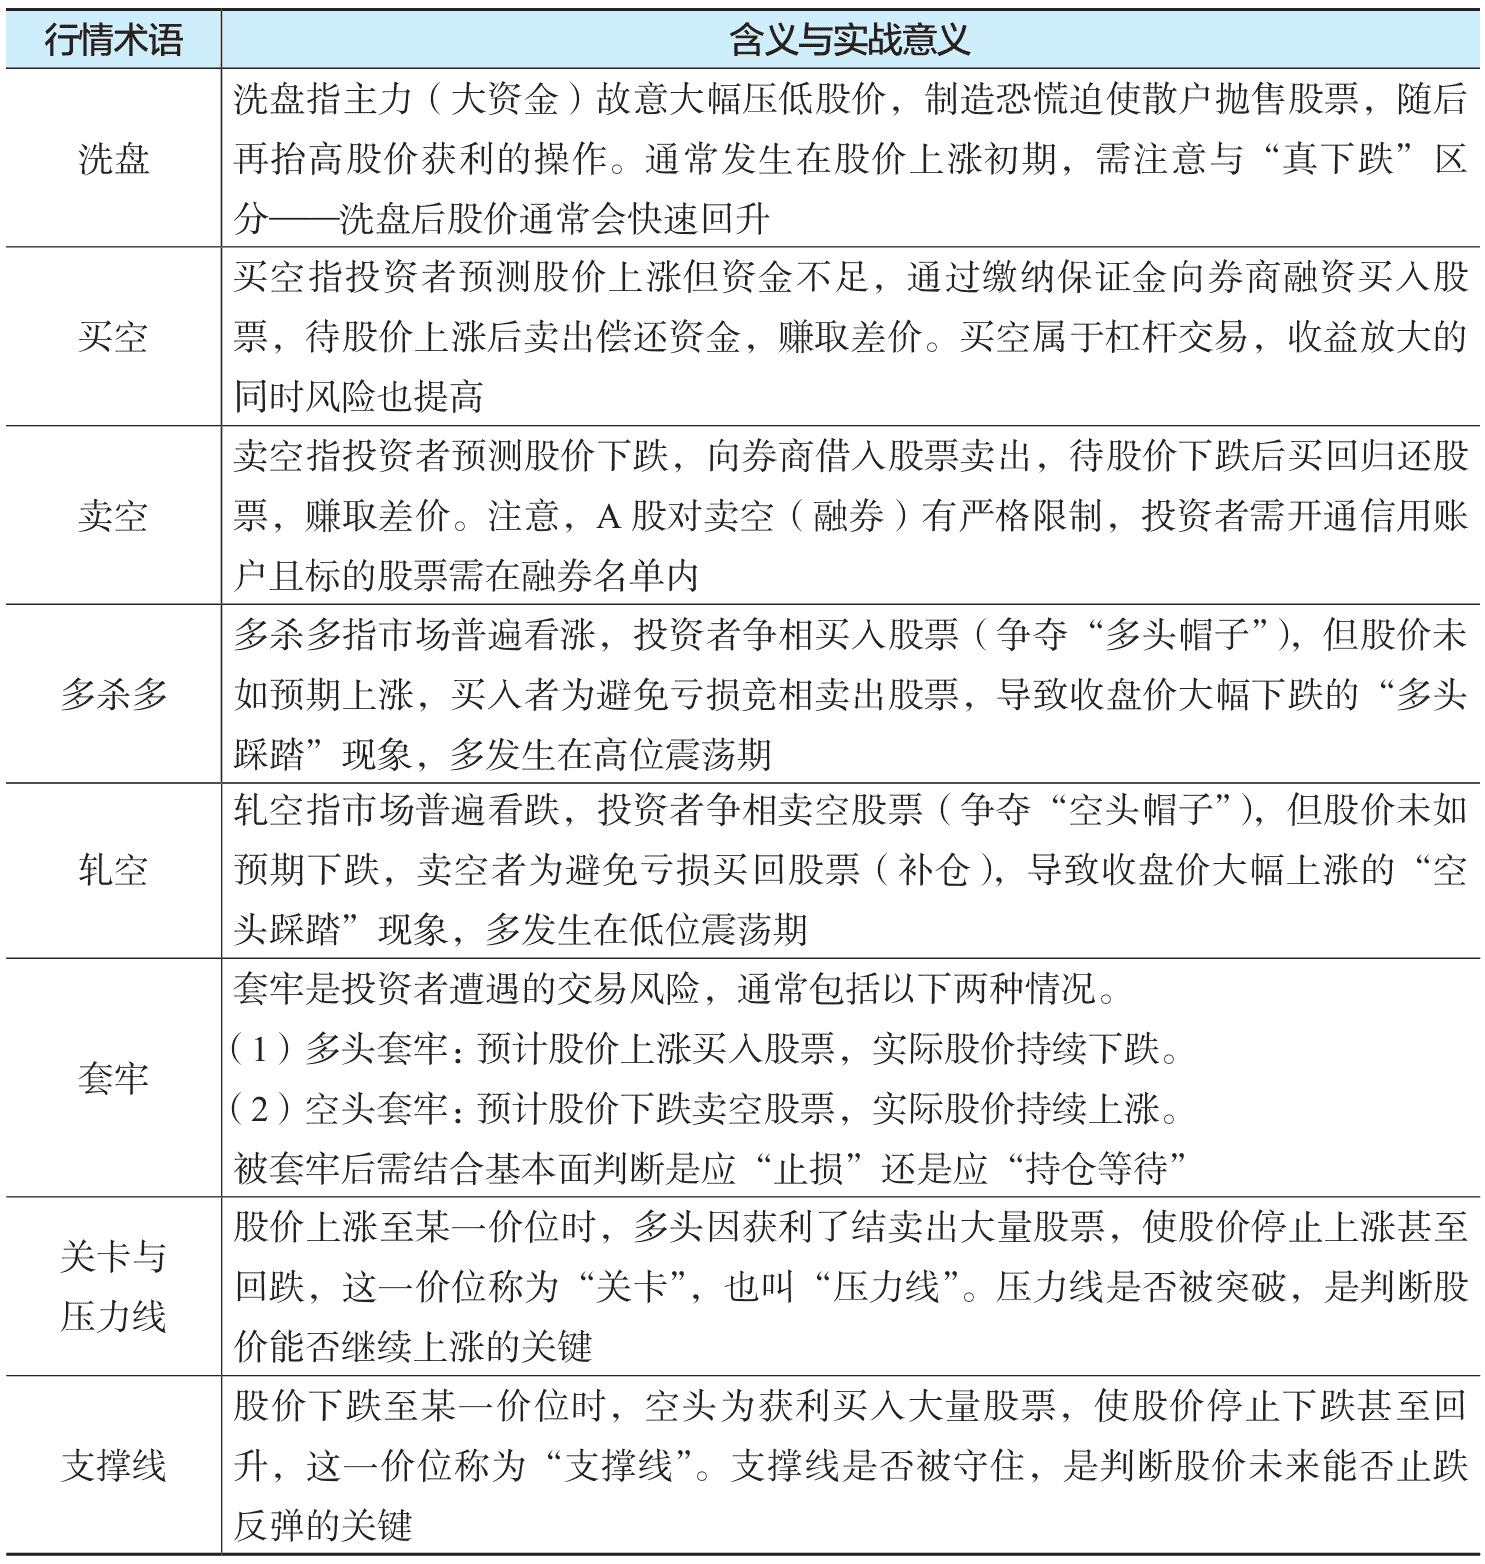 行情术语 含义与实战意义
洗盘指主力（大资金）故意大幅压低股价，制造恐慌迫使散户抛售股票，随后
洗盘 再抬高股价获利的操作。通常发生在股价上涨初期，需注意与“真下跌”区
分——洗盘后股价通常会快速回升
买空指投资者预测股价上涨但资金不足，通过缴纳保证金向券商融资买入股
买空 票，待股价上涨后卖出偿还资金，赚取差价。买空属于杠杆交易，收益放大的
同时风险也提高
卖空指投资者预测股价下跌，向券商借入股票卖出，待股价下跌后买回归还股
卖空 票，赚取差价。注意，A 股对卖空（融券）有严格限制，投资者需开通信用账
户且标的股票需在融券名单内
多杀多指市场普遍看涨，投资者争相买入股票（争夺“多头帽子”），但股价未
多杀多 如预期上涨，买入者为避免亏损竞相卖出股票，导致收盘价大幅下跌的“多头
踩踏”现象，多发生在高位震荡期
轧空指市场普遍看跌，投资者争相卖空股票（争夺“空头帽子”），但股价未如
轧空 预期下跌，卖空者为避免亏损买回股票（补仓），导致收盘价大幅上涨的“空
头踩踏”现象，多发生在低位震荡期
套牢是投资者遭遇的交易风险，通常包括以下两种情况。
（1）多头套牢：预计股价上涨买入股票，实际股价持续下跌。
套牢
（2）空头套牢：预计股价下跌卖空股票，实际股价持续上涨。
被套牢后需结合基本面判断是应“止损”还是应“持仓等待”
股价上涨至某一价位时，多头因获利了结卖出大量股票，使股价停止上涨甚至
关卡与
回跌，这一价位称为“关卡”，也叫“压力线”。压力线是否被突破，是判断股
压力线
价能否继续上涨的关键
股价下跌至某一价位时，空头为获利买入大量股票，使股价停止下跌甚至回
支撑线 升，这一价位称为“支撑线”。支撑线是否被守住，是判断股价未来能否止跌
反弹的关键